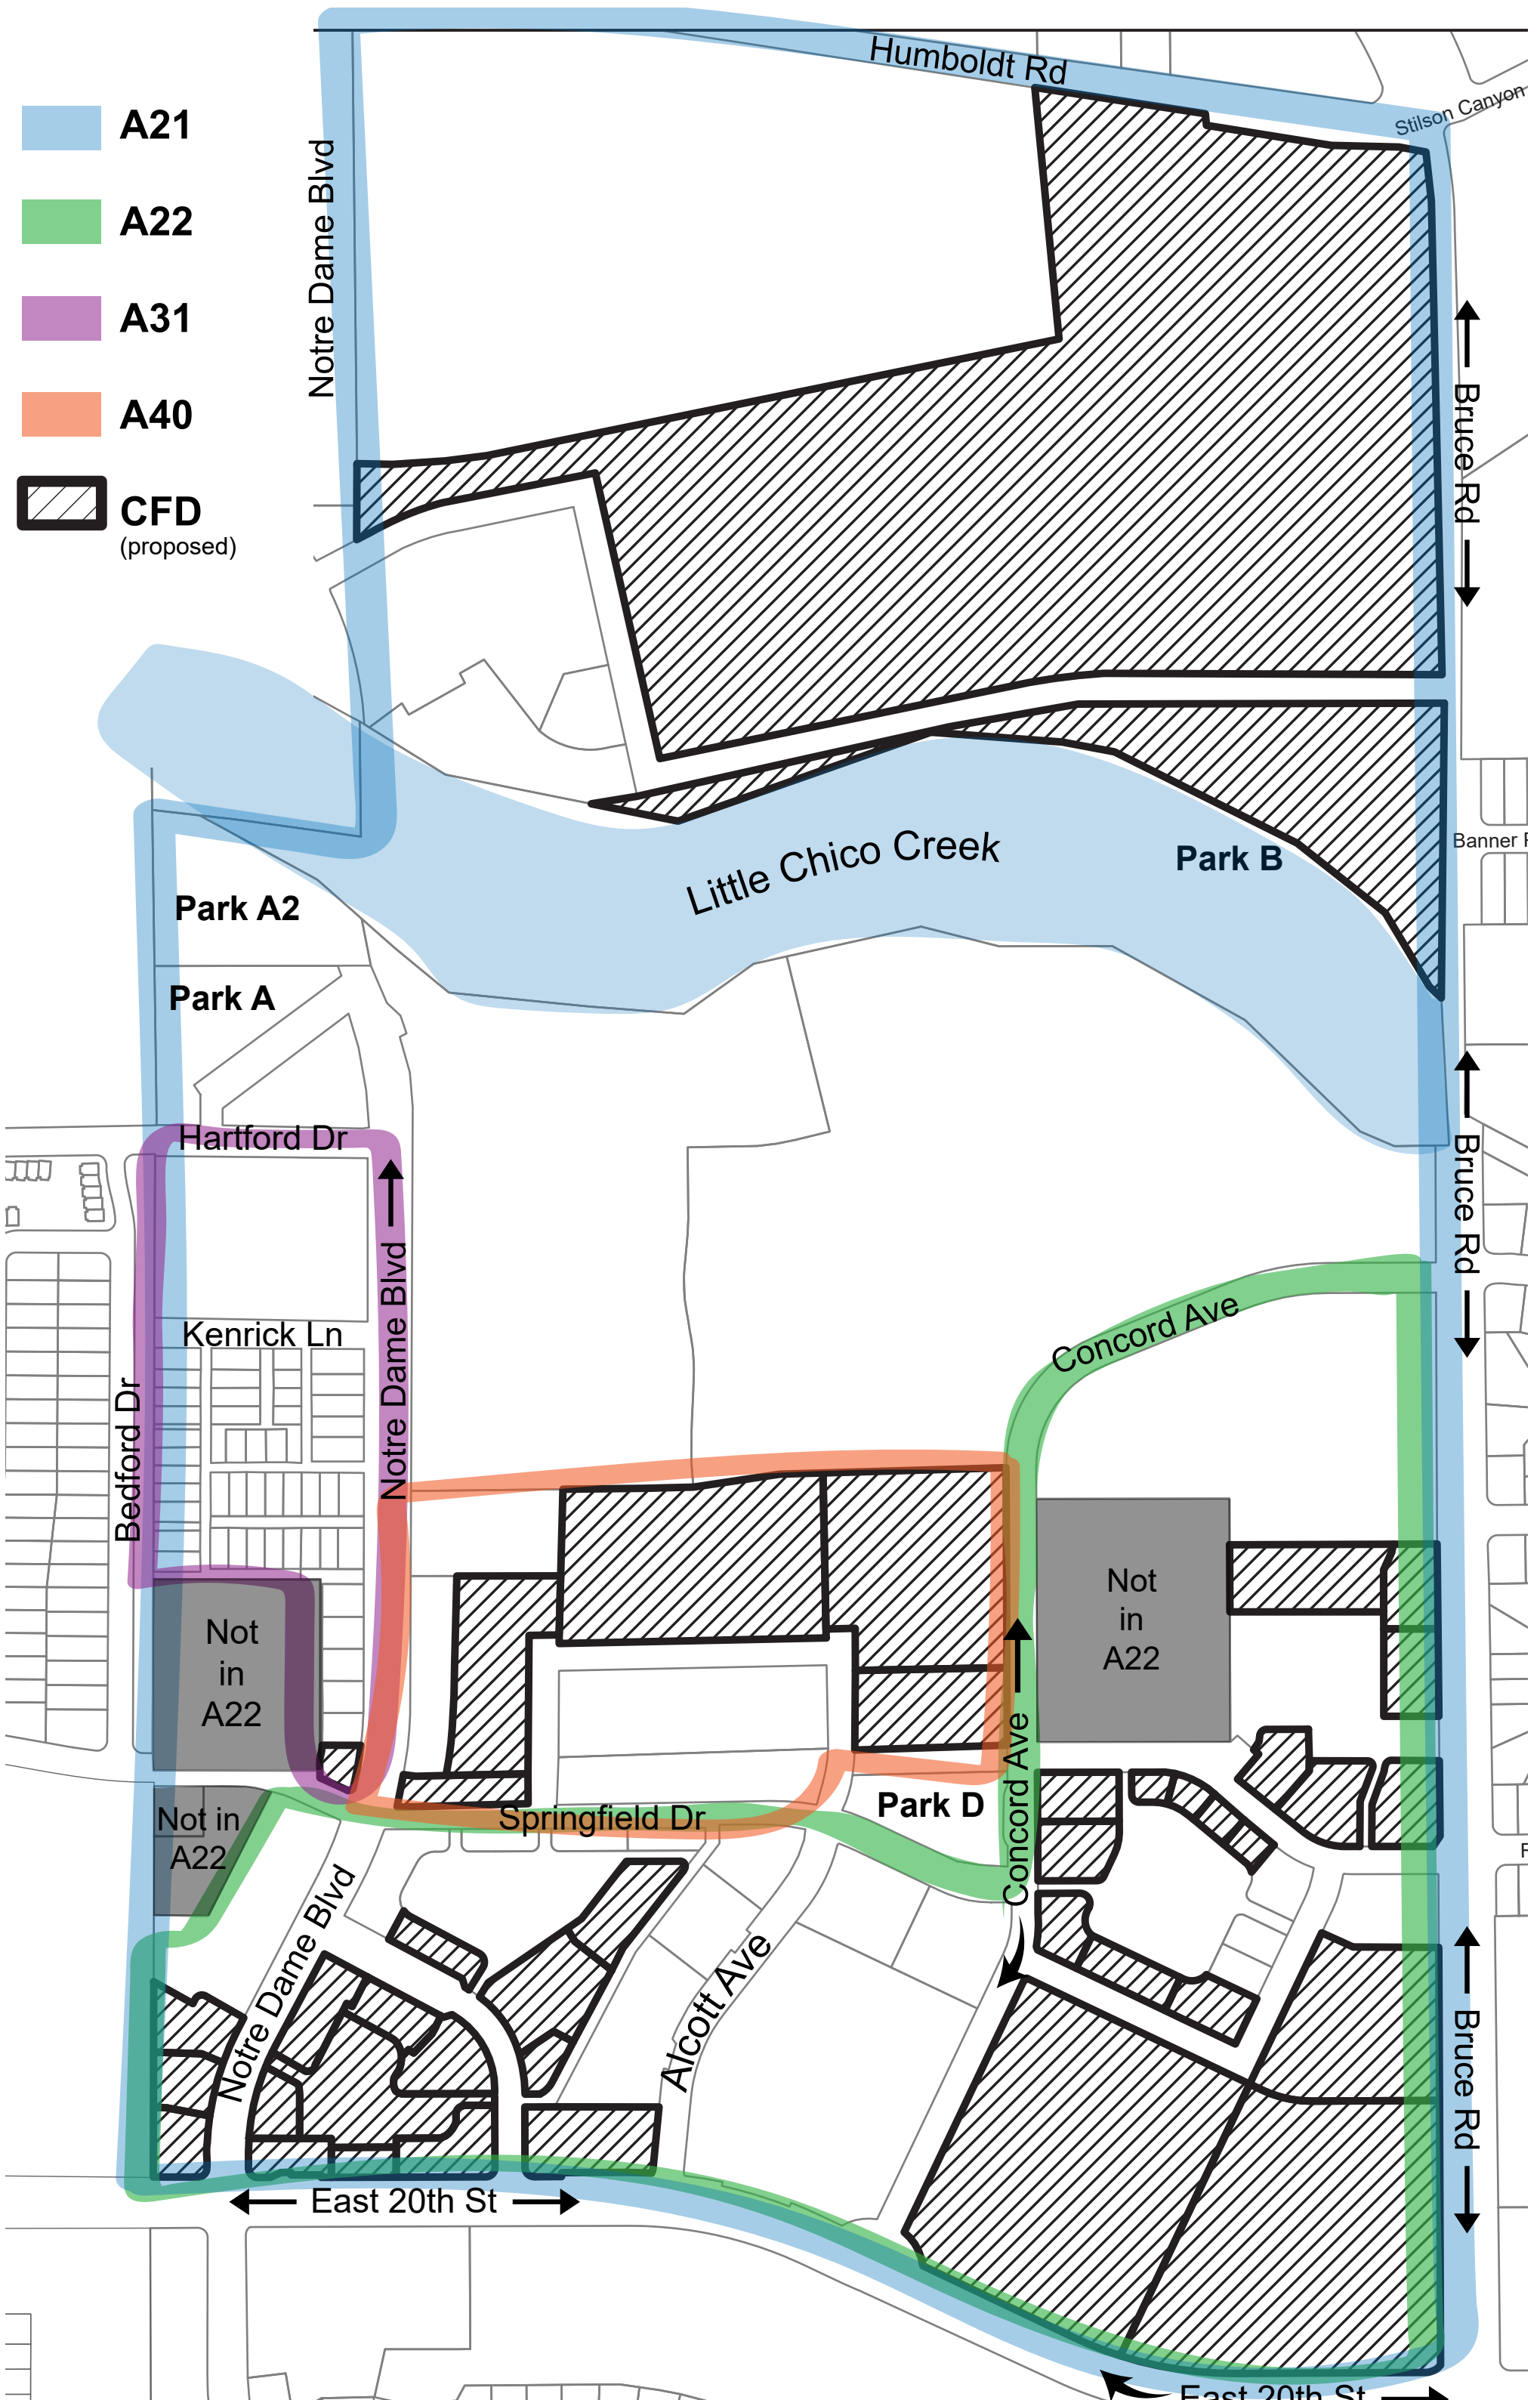 Humboldt Rd
Stilson Canyon
A21
A22
A31
A40
CFD
(proposed)
Notre Dame Blvd
Bruce Rd
Little Chico Creek
Park B
Banner
Park A2
Park A
Hartford Dr
Bruce Rd
Notre Dame Blvd
Concord Ave
Kenrick Ln
Bedford Dr
Not
in
A22
Not
in
A22
Concord Ave
Park D
Springfield Dr
Not in
A22
Notre Dame Blvd
Alcott Ave
Bruce Rd
East 20th St
East 20th St